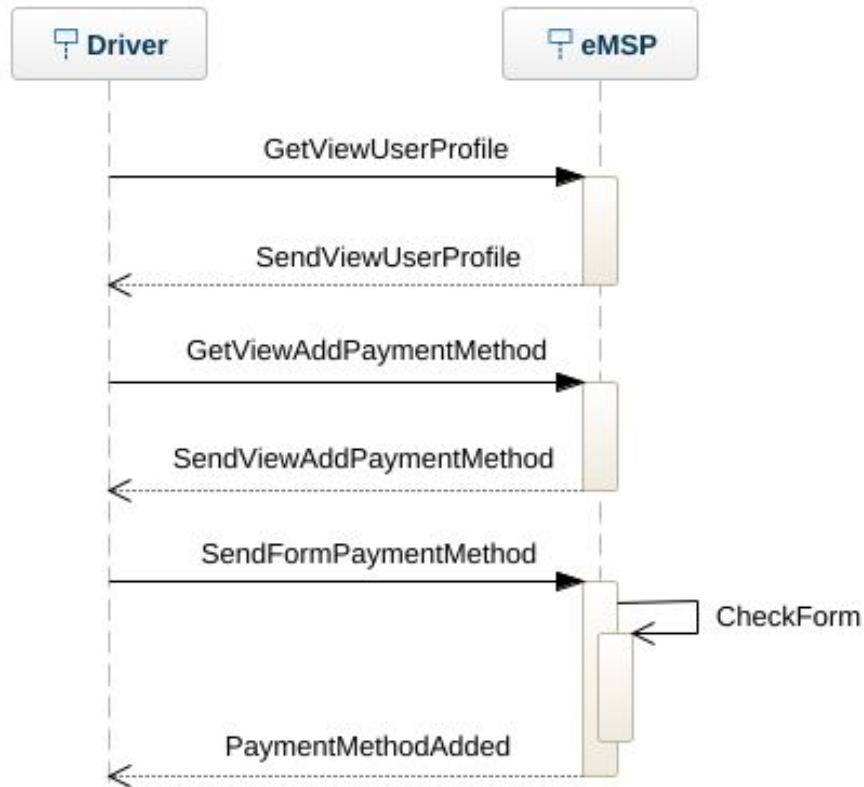 Driver
eMSP
GetViewUserProfile
SendViewUserProfile
GetViewAddPaymentMethod
SendViewAddPaymentMethod
SendFormPaymentMethod
CheckForm
PaymentMethodAdded